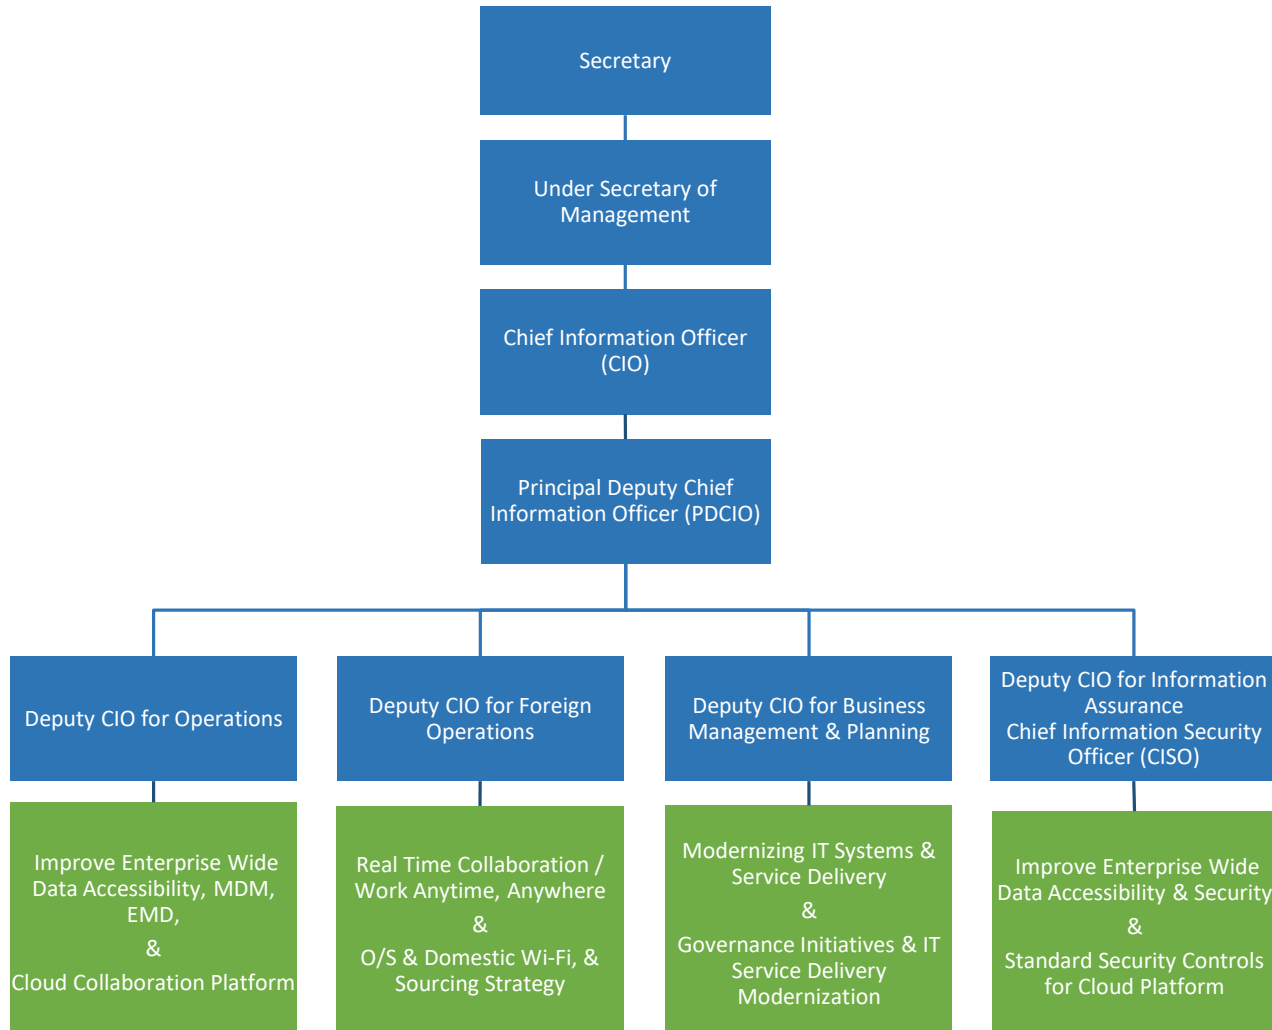 Secretary
Under Secretary of
Management
Chief Information Officer
(CIO)
Principal Deputy Chief
Information Officer (PDCIO)
Deputy CIO for Operations
Deputy CIO for Foreign
Operations
Deputy CIO for Business
Management & Planning
Deputy CIO for Information
Assurance
Chief Information Security
Officer (CISO)
Improve Enterprise Wide
Data Accessibility, MDM,
EMD,
&
Cloud Collaboration Platform
Real Time Collaboration /
Work Anytime, Anywhere
&
O/S & Domestic Wi-Fi, &
Sourcing Strategy
Modernizing IT Systems &
Service Delivery
&
Governance Initiatives & IT
Service Delivery
Modernization
Improve Enterprise Wide
Data Accessibility & Security
&
Standard Security Controls
for Cloud Platform